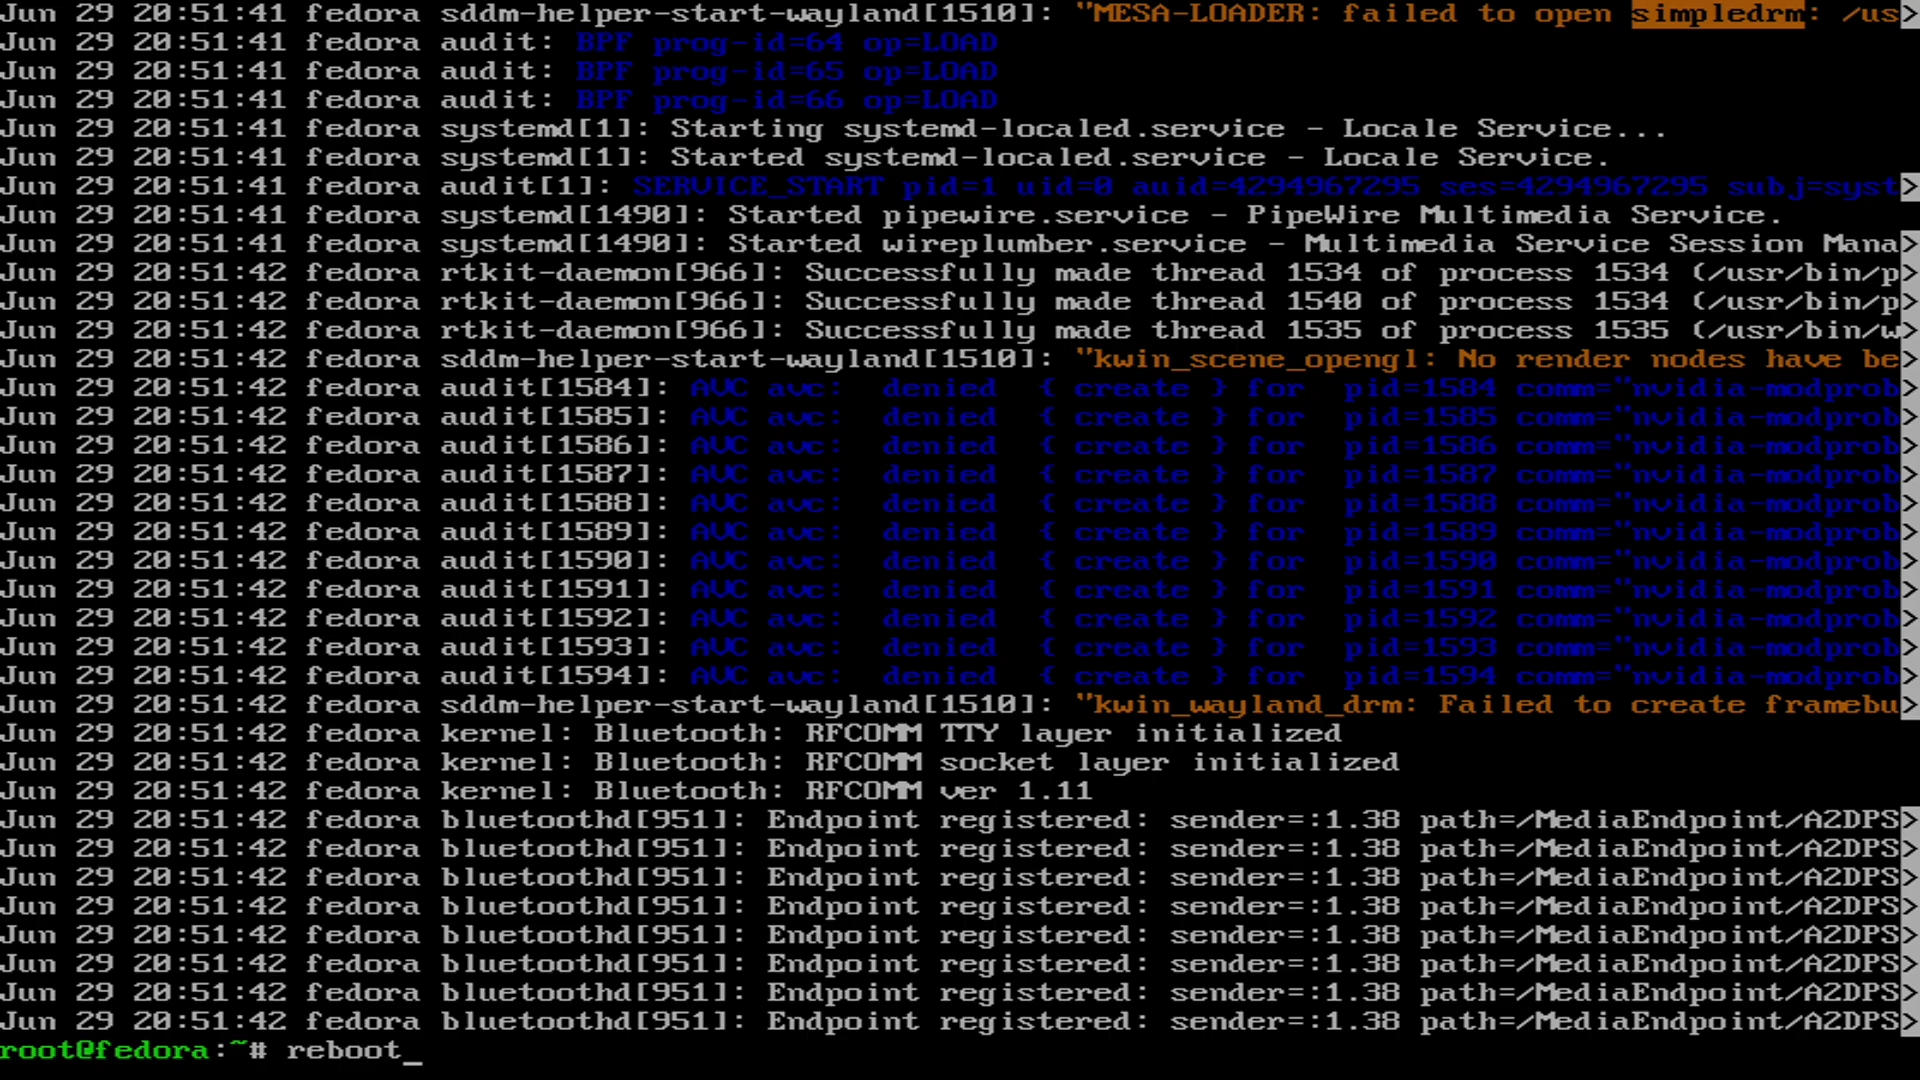 Jun 29 20:51:41 fedora sddm-helper-start-wayland[1510]: "MESA-LOADER: failed to open simpledrm: /us>
Jun 29 20:51:41 fedora audit: BPF prog-id=64 op=LOAD
Jun 29 20:51:41 fedora audit: BPF prog-id=65 op=LOAD
Jun 29 20:51:41 fedora audit: BPF prog-id=66 op=LOAD
Jun 29 20:51:41 fedora systemd[1]: Starting systemd-localed.service - Locale Service...
Jun 29 20:51:41 fedora systemd[1]: Started systemd-localed.service - Locale Service.
Jun 29 20:51:41 fedora audit[1]: SERVICE_START pid=1 uid=0 auid=4294967295 ses=4294967295 subj=syst>
Jun 29 20:51:41 fedora systemd[1490]: Started pipewire.service - PipeWire Multimedia Service.
Jun 29 20:51:41 fedora systemd[1490]: Started wireplumber.service - Multimedia Service Session Mana>
Jun 29 20:51:42 fedora rtkit-daemon[966]: Successfully made thread 1534 of process 1534 (/usr/bin/p>
Jun 29 20:51:42 fedora rtkit-daemon[966]: Successfully made thread 1540 of process 1534 (/usr/bin/p>
Jun 29 20:51:42 fedora rtkit-daemon[966]: Successfully made thread 1535 of process 1535 (/usr/bin/w>
Jun 29 20:51:42 fedora sddm-helper-start-wayland[1510]: "kwin_scene_opengl: No render nodes have be>
Jun 29 20:51:42 fedora audit[1584]: AVC avc:  denied  { create } for  pid=1584 comm="nvidia-modprob>
Jun 29 20:51:42 fedora audit[1585]: AVC avc:  denied  { create } for  pid=1585 comm="nvidia-modprob>
Jun 29 20:51:42 fedora audit[1586]: AVC avc:  denied  { create } for  pid=1586 comm="nvidia-modprob>
Jun 29 20:51:42 fedora audit[1587]: AVC avc:  denied  { create } for  pid=1587 comm="nvidia-modprob>
Jun 29 20:51:42 fedora audit[1588]: AVC avc:  denied  { create } for  pid=1588 comm="nvidia-modprob>
Jun 29 20:51:42 fedora audit[1589]: AVC avc:  denied  { create } for  pid=1589 comm="nvidia-modprob>
Jun 29 20:51:42 fedora audit[1590]: AVC avc:  denied  { create } for  pid=1590 comm="nvidia-modprob>
Jun 29 20:51:42 fedora audit[1591]: AVC avc:  denied  { create } for  pid=1591 comm="nvidia-modprob>
Jun 29 20:51:42 fedora audit[1592]: AVC avc:  denied  { create } for  pid=1592 comm="nvidia-modprob>
Jun 29 20:51:42 fedora audit[1593]: AVC avc:  denied  { create } for  pid=1593 comm="nvidia-modprob>
Jun 29 20:51:42 fedora audit[1594]: AVC avc:  denied  { create } for  pid=1594 comm="nvidia-modprob>
Jun 29 20:51:42 fedora sddm-helper-start-wayland[1510]: "kwin_wayland_drm: Failed to create framebu>
Jun 29 20:51:42 fedora kernel: Bluetooth: RFCOMM TTY layer initialized
Jun 29 20:51:42 fedora kernel: Bluetooth: RFCOMM socket layer initialized
Jun 29 20:51:42 fedora kernel: Bluetooth: RFCOMM ver 1.11
Jun 29 20:51:42 fedora bluetoothd[951]: Endpoint registered: sender=:1.38 path=/MediaEndpoint/A2DPS>
Jun 29 20:51:42 fedora bluetoothd[951]: Endpoint registered: sender=:1.38 path=/MediaEndpoint/A2DPS>
Jun 29 20:51:42 fedora bluetoothd[951]: Endpoint registered: sender=:1.38 path=/MediaEndpoint/A2DPS>
Jun 29 20:51:42 fedora bluetoothd[951]: Endpoint registered: sender=:1.38 path=/MediaEndpoint/A2DPS>
Jun 29 20:51:42 fedora bluetoothd[951]: Endpoint registered: sender=:1.38 path=/MediaEndpoint/A2DPS>
Jun 29 20:51:42 fedora bluetoothd[951]: Endpoint registered: sender=:1.38 path=/MediaEndpoint/A2DPS>
Jun 29 20:51:42 fedora bluetoothd[951]: Endpoint registered: sender=:1.38 path=/MediaEndpoint/A2DPS>
Jun 29 20:51:42 fedora bluetoothd[951]: Endpoint registered: sender=:1.38 path=/MediaEndpoint/A2DPS>
root@fedora:~# reboot_